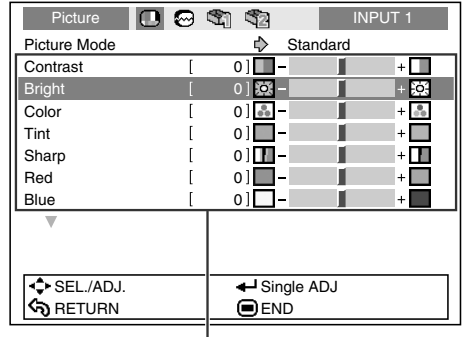 Picture INPUT 1
Picture Mode Standard
Contrast [ 0] - +
Bright [ 0] - +
Color [ 0] - +
Tint [ 0] - +
Sharp [ 0] - +
Red [ 0] - +
Blue [ 0] - +
SEL./ADJ. Single ADJ
RETURN END